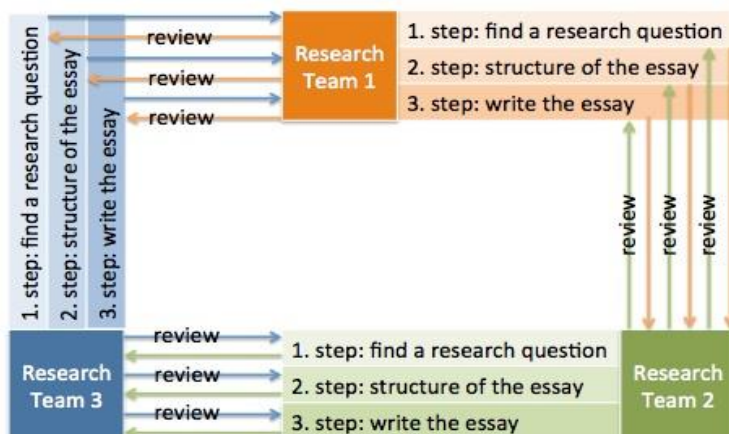 review
review
review
Research
Team 1
1. step: find a research question
2. step: structure of the essay
3. step: write the essay
1. step: find a research question
2. step: structure of the essay
3. step: write the essay
review
review
review
Research
Team 3
review
review
review
1. step: find a research question
2. step: structure of the essay
3. step: write the essay
Research
Team 2